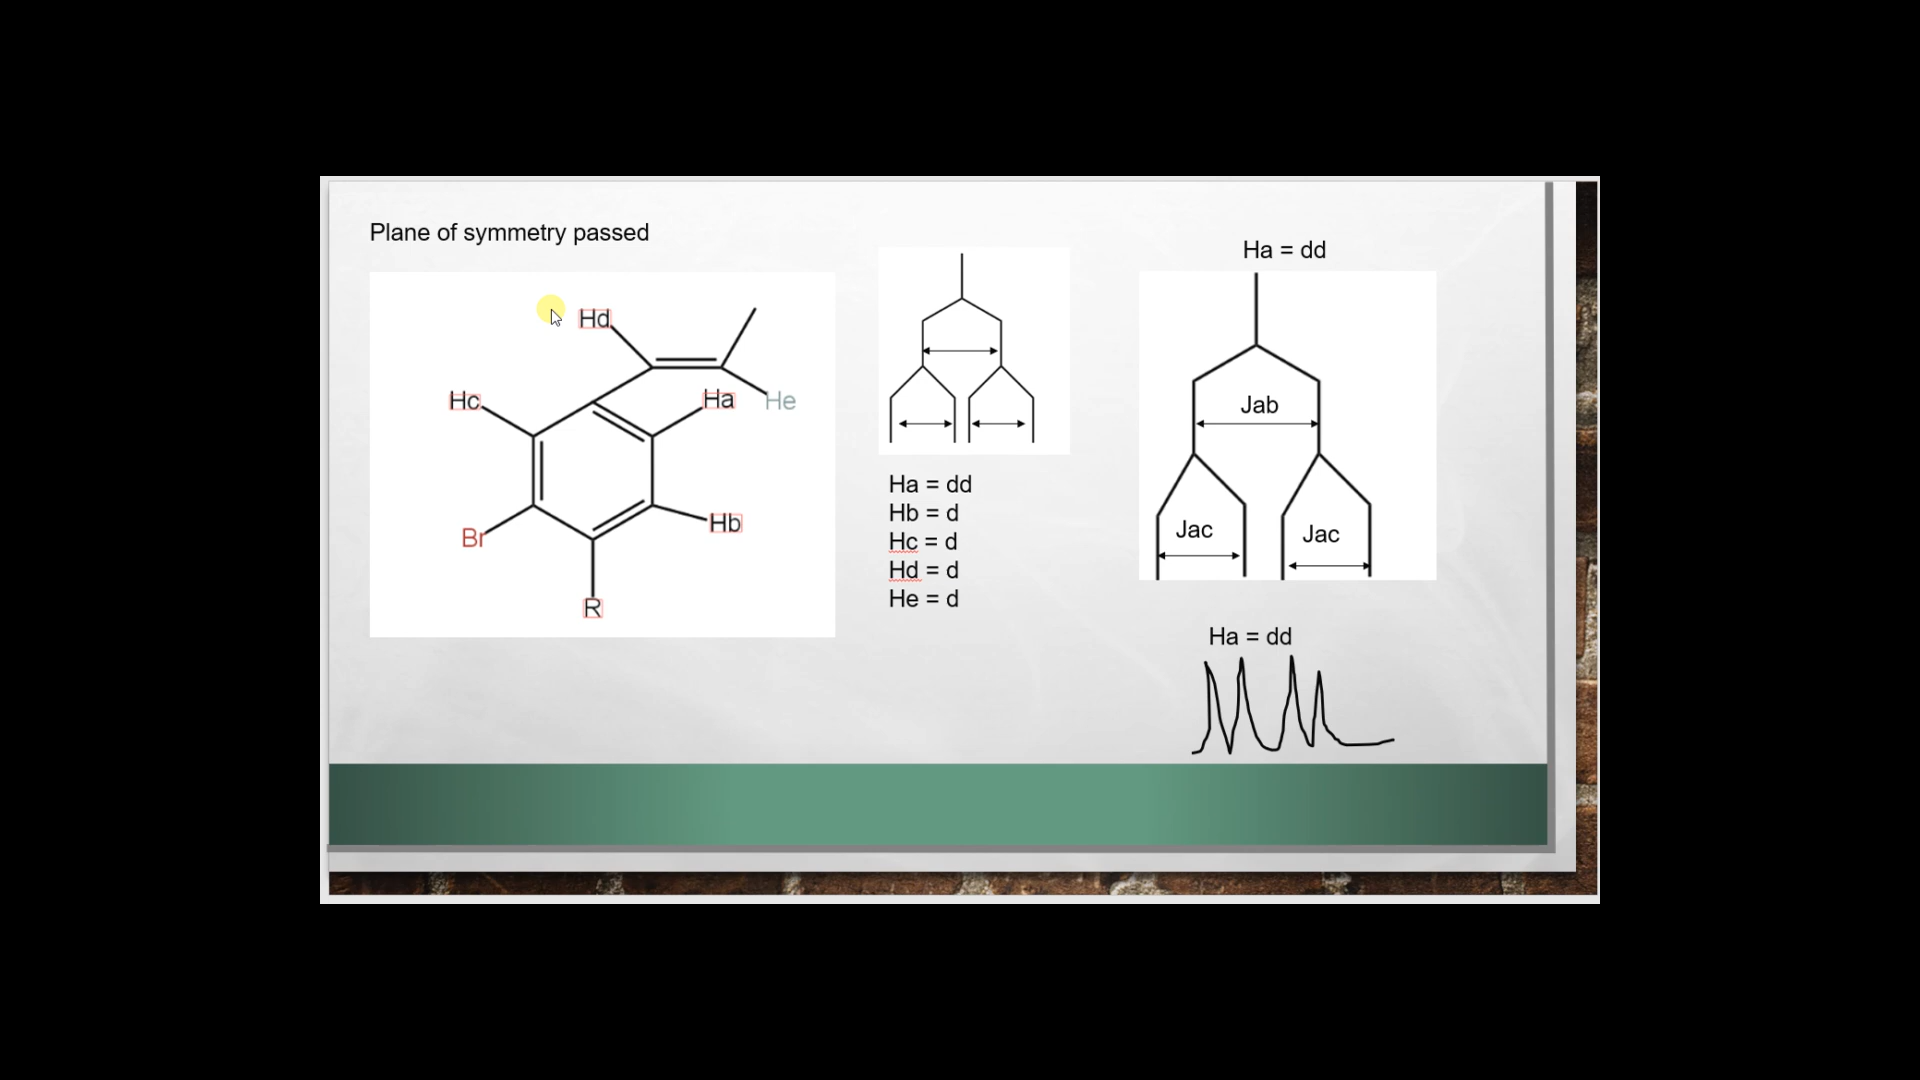 Plane of symmetry passed
Hd
Hc
Ha
He
Br
Hb
R
Ha = dd
Hb = d
Hc = d
Hd = d
He = d
Ha = dd
Jab
Jac
Jac
Ha = dd